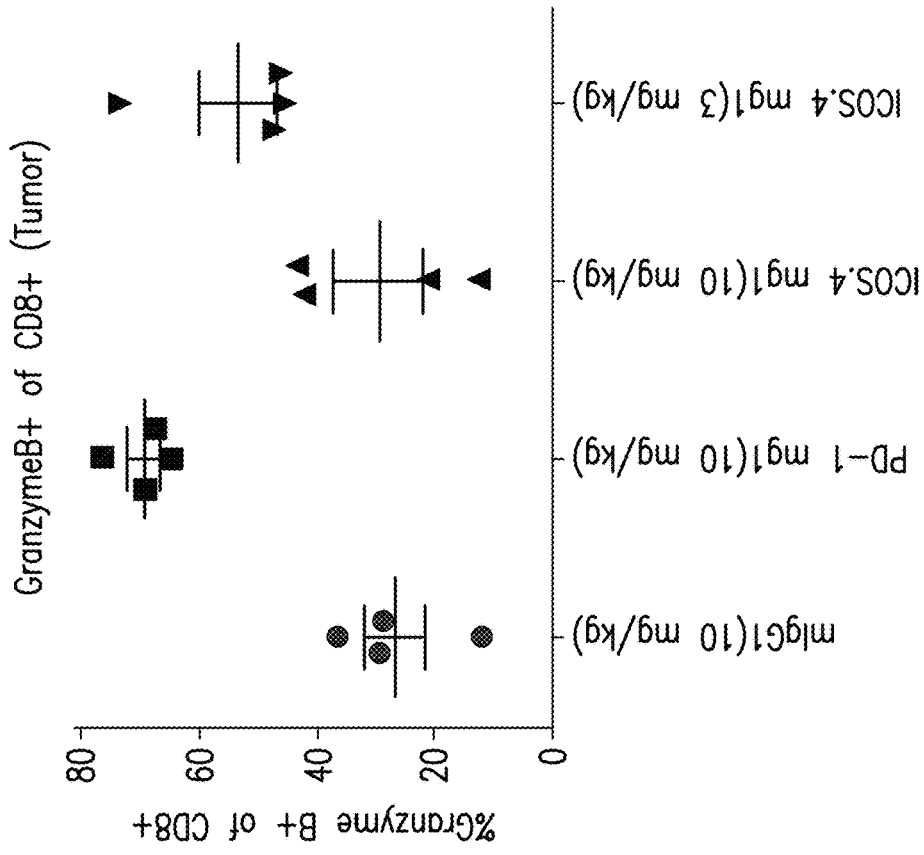 GranzymeB+ of CD8+ (Tumor)
%Granzyme B+ of CD8+
80
60
40
20
0
mIgG1(10 mg/kg)
PD-1 mg1(10 mg/kg)
ICOS.4 mg1(10 mg/kg)
ICOS.4 mg1(3 mg/kg)